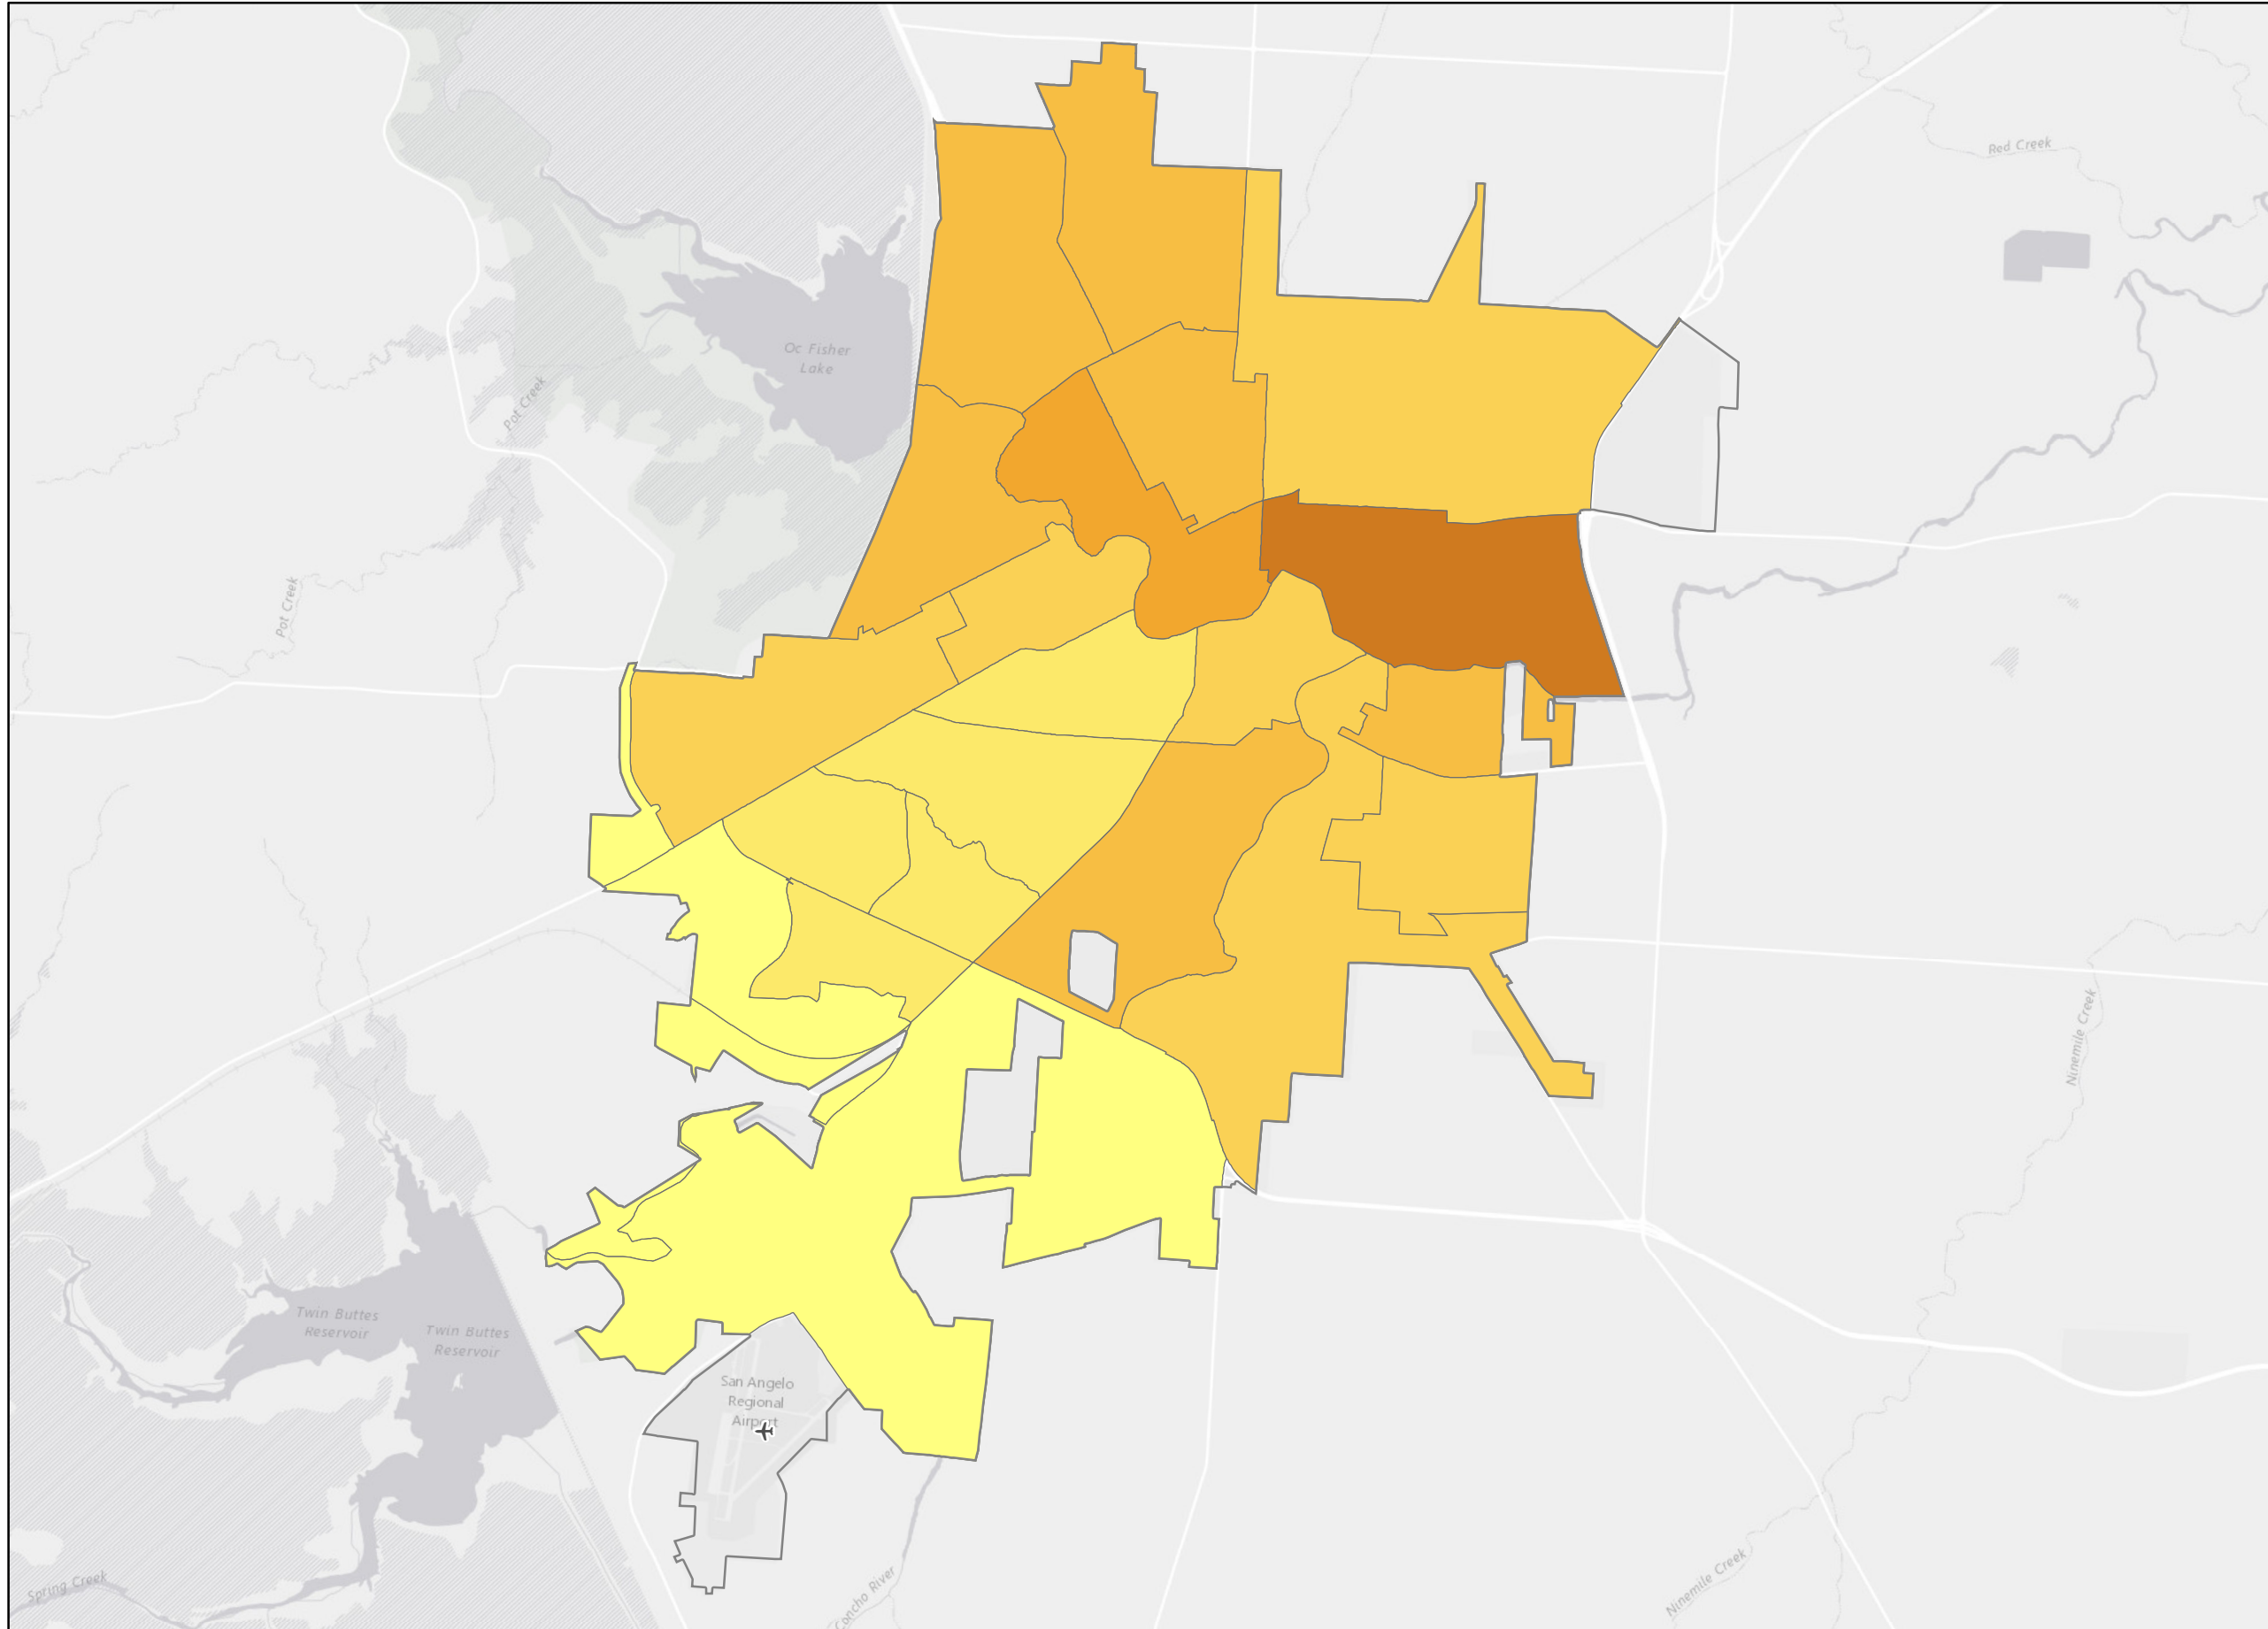 Red Creek
Oc Fisher
Lake
Pot Creek
Pot Creek
Ninemile Creek
Twin Buttes
Reservoir
Twin Buttes
Reservoir
San Angelo
Regional
Airport
Spring Creek
Concho River
Ninemile Creek